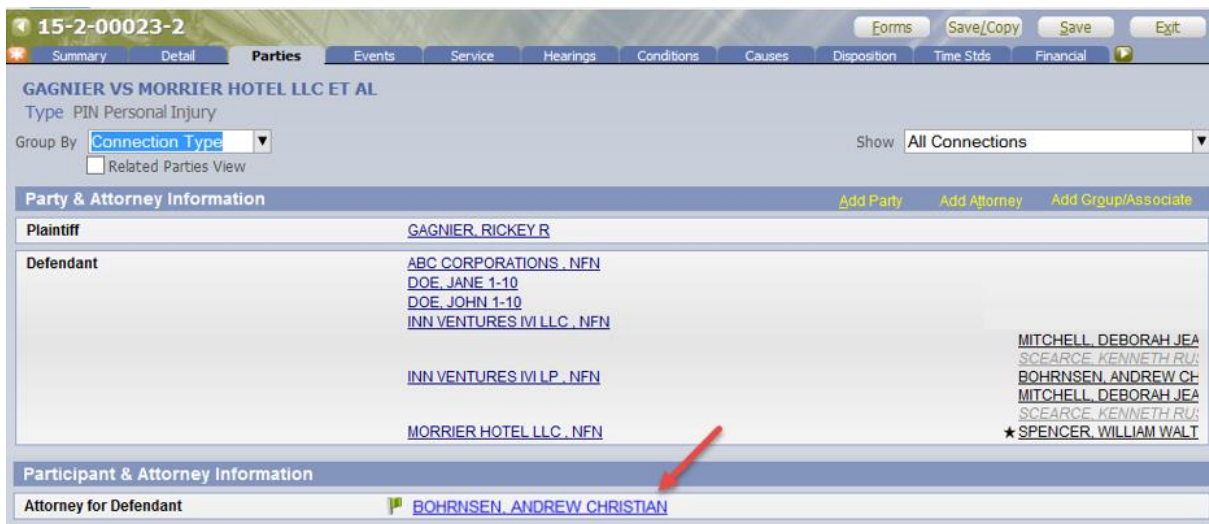 15-2-00023-2 Forms Save/Copy Save Exit
Summary Detail Parties Events Service Hearings Conditions Causes Disposition Time Stds Financial
GAGNIER VS MORRIER HOTEL LLC ET AL
Type PIN Personal Injury
Group By Connection Type Show All Connections
Related Parties View
Party & Attorney Information Add Party Add Attorney Add Group/Associate
Plaintiff GAGNIER, RICKEY R
Defendant ABC CORPORATIONS , NFN
DOE, JANE 1-10
DOE, JOHN 1-10
INN VENTURES IVI LLC , NFN
MITCHELL, DEBORAH JEA
SCEARCE, KENNETH RUS
INN VENTURES IVI LP , NFN BOHRNSEN, ANDREW CH
MITCHELL, DEBORAH JEA
SCEARCE, KENNETH RUS
MORRIER HOTEL LLC , NFN ★ SPENCER, WILLIAM WALT
Participant & Attorney Information
Attorney for Defendant BOHRNSEN, ANDREW CHRISTIAN